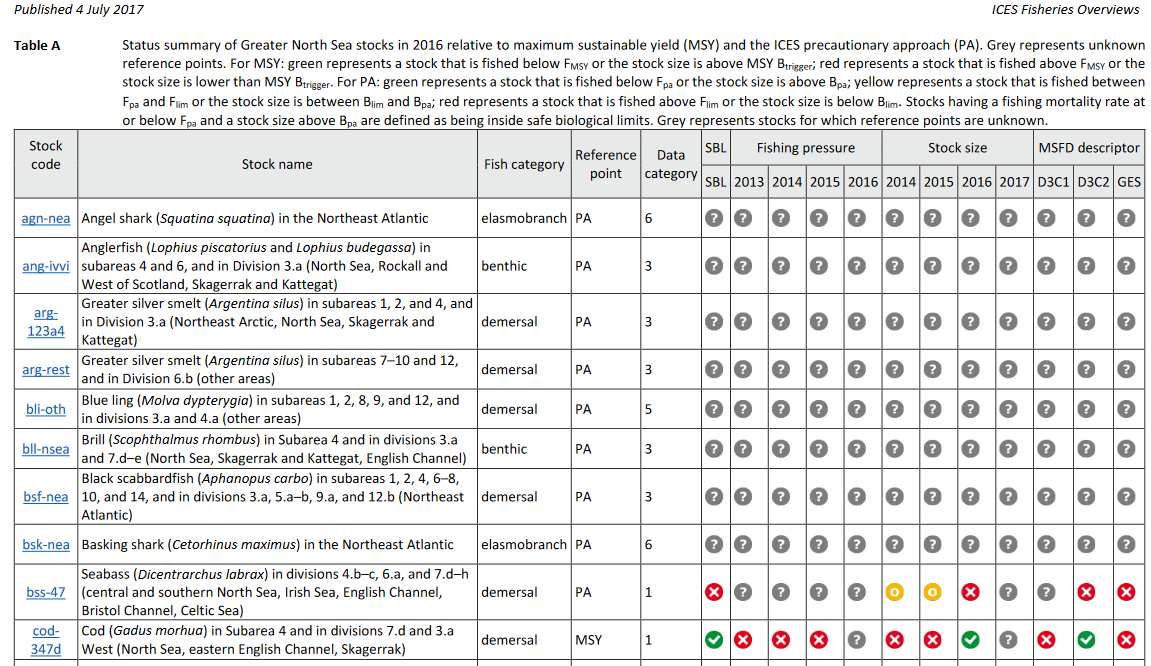 Published 4 July 2017
ICES Fisheries Overviews
Table A
Status summary of Greater North Sea stocks in 2016 relative to maximum sustainable yield (MSY) and the ICES precautionary approach (PA). Grey represents unknown
reference points. For MSY: green represents a stock that is fished below FMSY or the stock size is above MSY Btrigger; red represents a stock that is fished above FMSY or the
stock size is lower than MSY Btrigger. For PA: green represents a stock that is fished below Fpa or the stock size is above Bpa; yellow represents a stock that is fished between
Fpa and Flim or the stock size is between Blim and Bpa; red represents a stock that is fished above Flim or the stock size is below Blim. Stocks having a fishing mortality rate at
or below Fpa and a stock size above Bpa are defined as being inside safe biological limits. Grey represents stocks for which reference points are unknown.
Stock
code
Stock name
Fish category
Reference
point
Data
category
SBL
Fishing pressure
Stock size
MSFD descriptor
SBL 2013 2014 2015 2016 2014 2015 2016 2017 D3C1 D3C2 GES
agn-nea
Angel shark (Squatina squatina) in the Northeast Atlantic
elasmobranch
PA
6
? ? ? ? ? ? ? ? ? ? ? ?
ang-ivvi
Anglerfish (Lophius piscatorius and Lophius budegassa) in
subareas 4 and 6, and in Division 3.a (North Sea, Rockall and
West of Scotland, Skagerrak and Kattegat)
benthic
PA
3
? ? ? ? ? ? ? ? ? ? ? ?
arg-
123a4
Greater silver smelt (Argentina silus) in subareas 1, 2, and 4, and
in Division 3.a (Northeast Arctic, North Sea, Skagerrak and
Kattegat)
demersal
PA
3
? ? ? ? ? ? ? ? ? ? ? ?
arg-rest
Greater silver smelt (Argentina silus) in subareas 7–10 and 12,
and in Division 6.b (other areas)
demersal
PA
3
? ? ? ? ? ? ? ? ? ? ? ?
bli-oth
Blue ling (Molva dypterygia) in subareas 1, 2, 8, 9, and 12, and
in divisions 3.a and 4.a (other areas)
demersal
PA
5
? ? ? ? ? ? ? ? ? ? ? ?
bll-nsea
Brill (Scophthalmus rhombus) in Subarea 4 and in divisions 3.a
and 7.d–e (North Sea, Skagerrak and Kattegat, English Channel)
benthic
PA
3
? ? ? ? ? ? ? ? ? ? ? ?
bsf-nea
Black scabbardfish (Aphanopus carbo) in subareas 1, 2, 4, 6–8,
10, and 14, and in divisions 3.a, 5.a–b, 9.a, and 12.b (Northeast
Atlantic)
demersal
PA
3
? ? ? ? ? ? ? ? ? ? ? ?
bsk-nea
Basking shark (Cetorhinus maximus) in the Northeast Atlantic
elasmobranch
PA
6
? ? ? ? ? ? ? ? ? ? ? ?
bss-47
Seabass (Dicentrarchus labrax) in divisions 4.b–c, 6.a, and 7.d–h
(central and southern North Sea, Irish Sea, English Channel,
Bristol Channel, Celtic Sea)
demersal
PA
1
? ? ? ? O O ? ?
cod-
347d
Cod (Gadus morhua) in Subarea 4 and in divisions 7.d and 3.a
West (North Sea, eastern English Channel, Skagerrak)
demersal
MSY
1
? ?